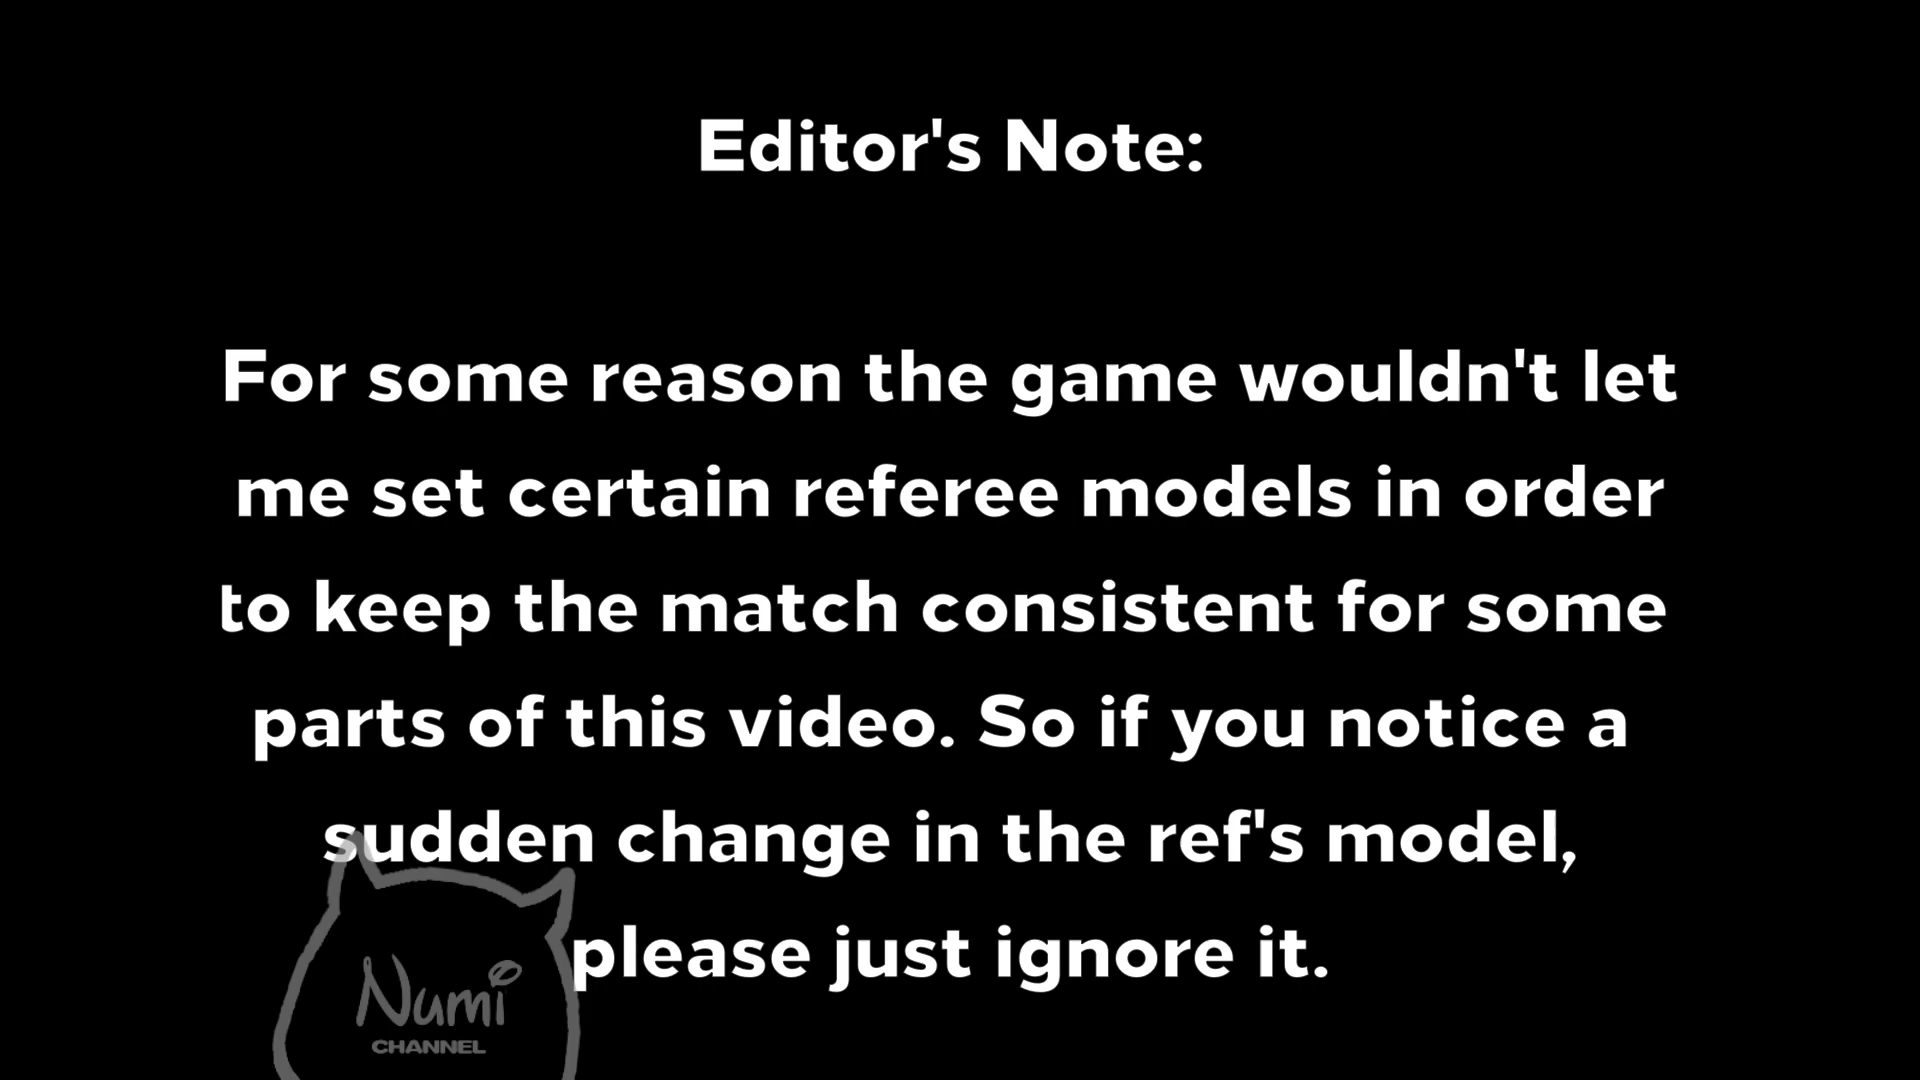 Editor's Note:
For some reason the game wouldn't let
me set certain referee models in order
to keep the match consistent for some
parts of this video. So if you notice a
sudden change in the ref's model,
please just ignore it.
Numi
CHANNEL